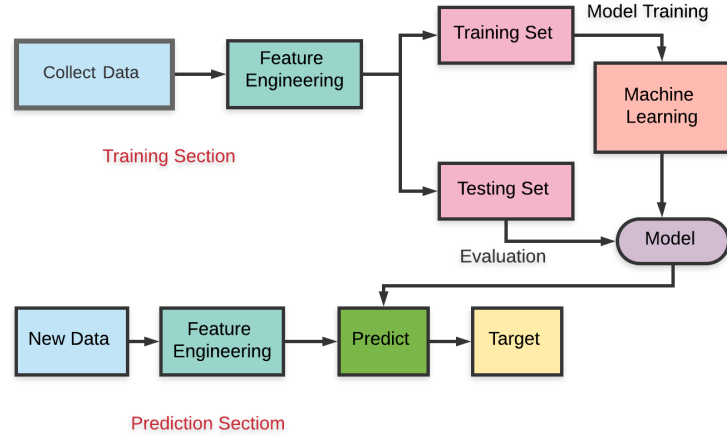 Model Training
Training Set
Collect Data
Feature
Engineering
Machine
Learning
Training Section
Testing Set
Evaluation
Model
New Data
Feature
Engineering
Predict
Target
Prediction Sectiom